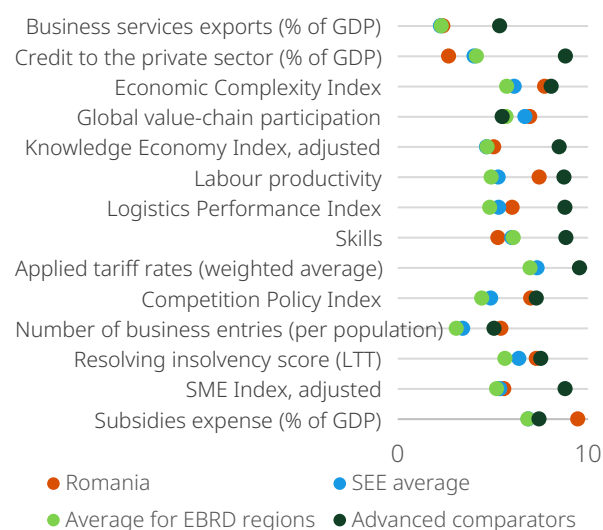 Business services exports (% of GDP)
Credit to the private sector (% of GDP)
Economic Complexity Index
Global value-chain participation
Knowledge Economy Index, adjusted
Labour productivity
Logistics Performance Index
Skills
Applied tariff rates (weighted average)
Competition Policy Index
Number of business entries (per population)
Resolving insolvency score (LTT)
SME Index, adjusted
Subsidies expense (% of GDP)
0 10
Romania SEE average
Average for EBRD regions Advanced comparators